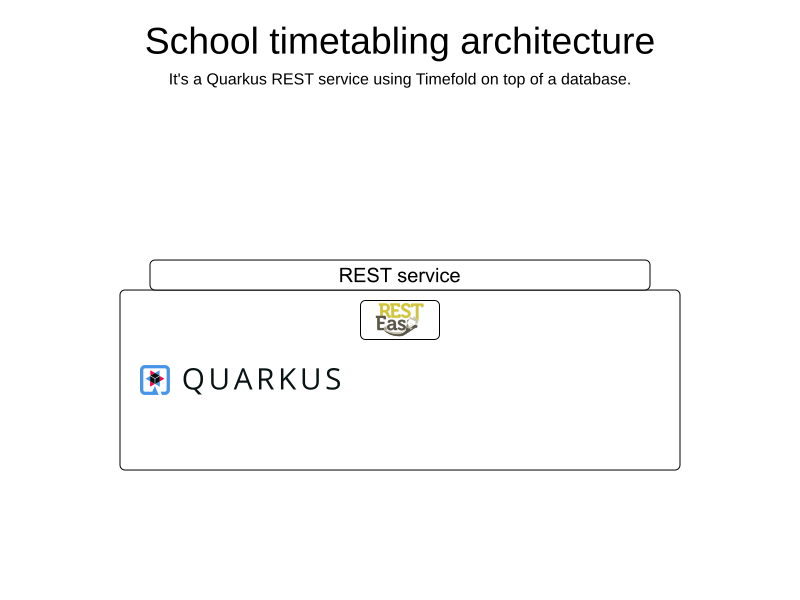 School timetabling architecture
It's a Quarkus REST service using Timefold on top of a database.
REST service
REST
Easy
QUARKUS